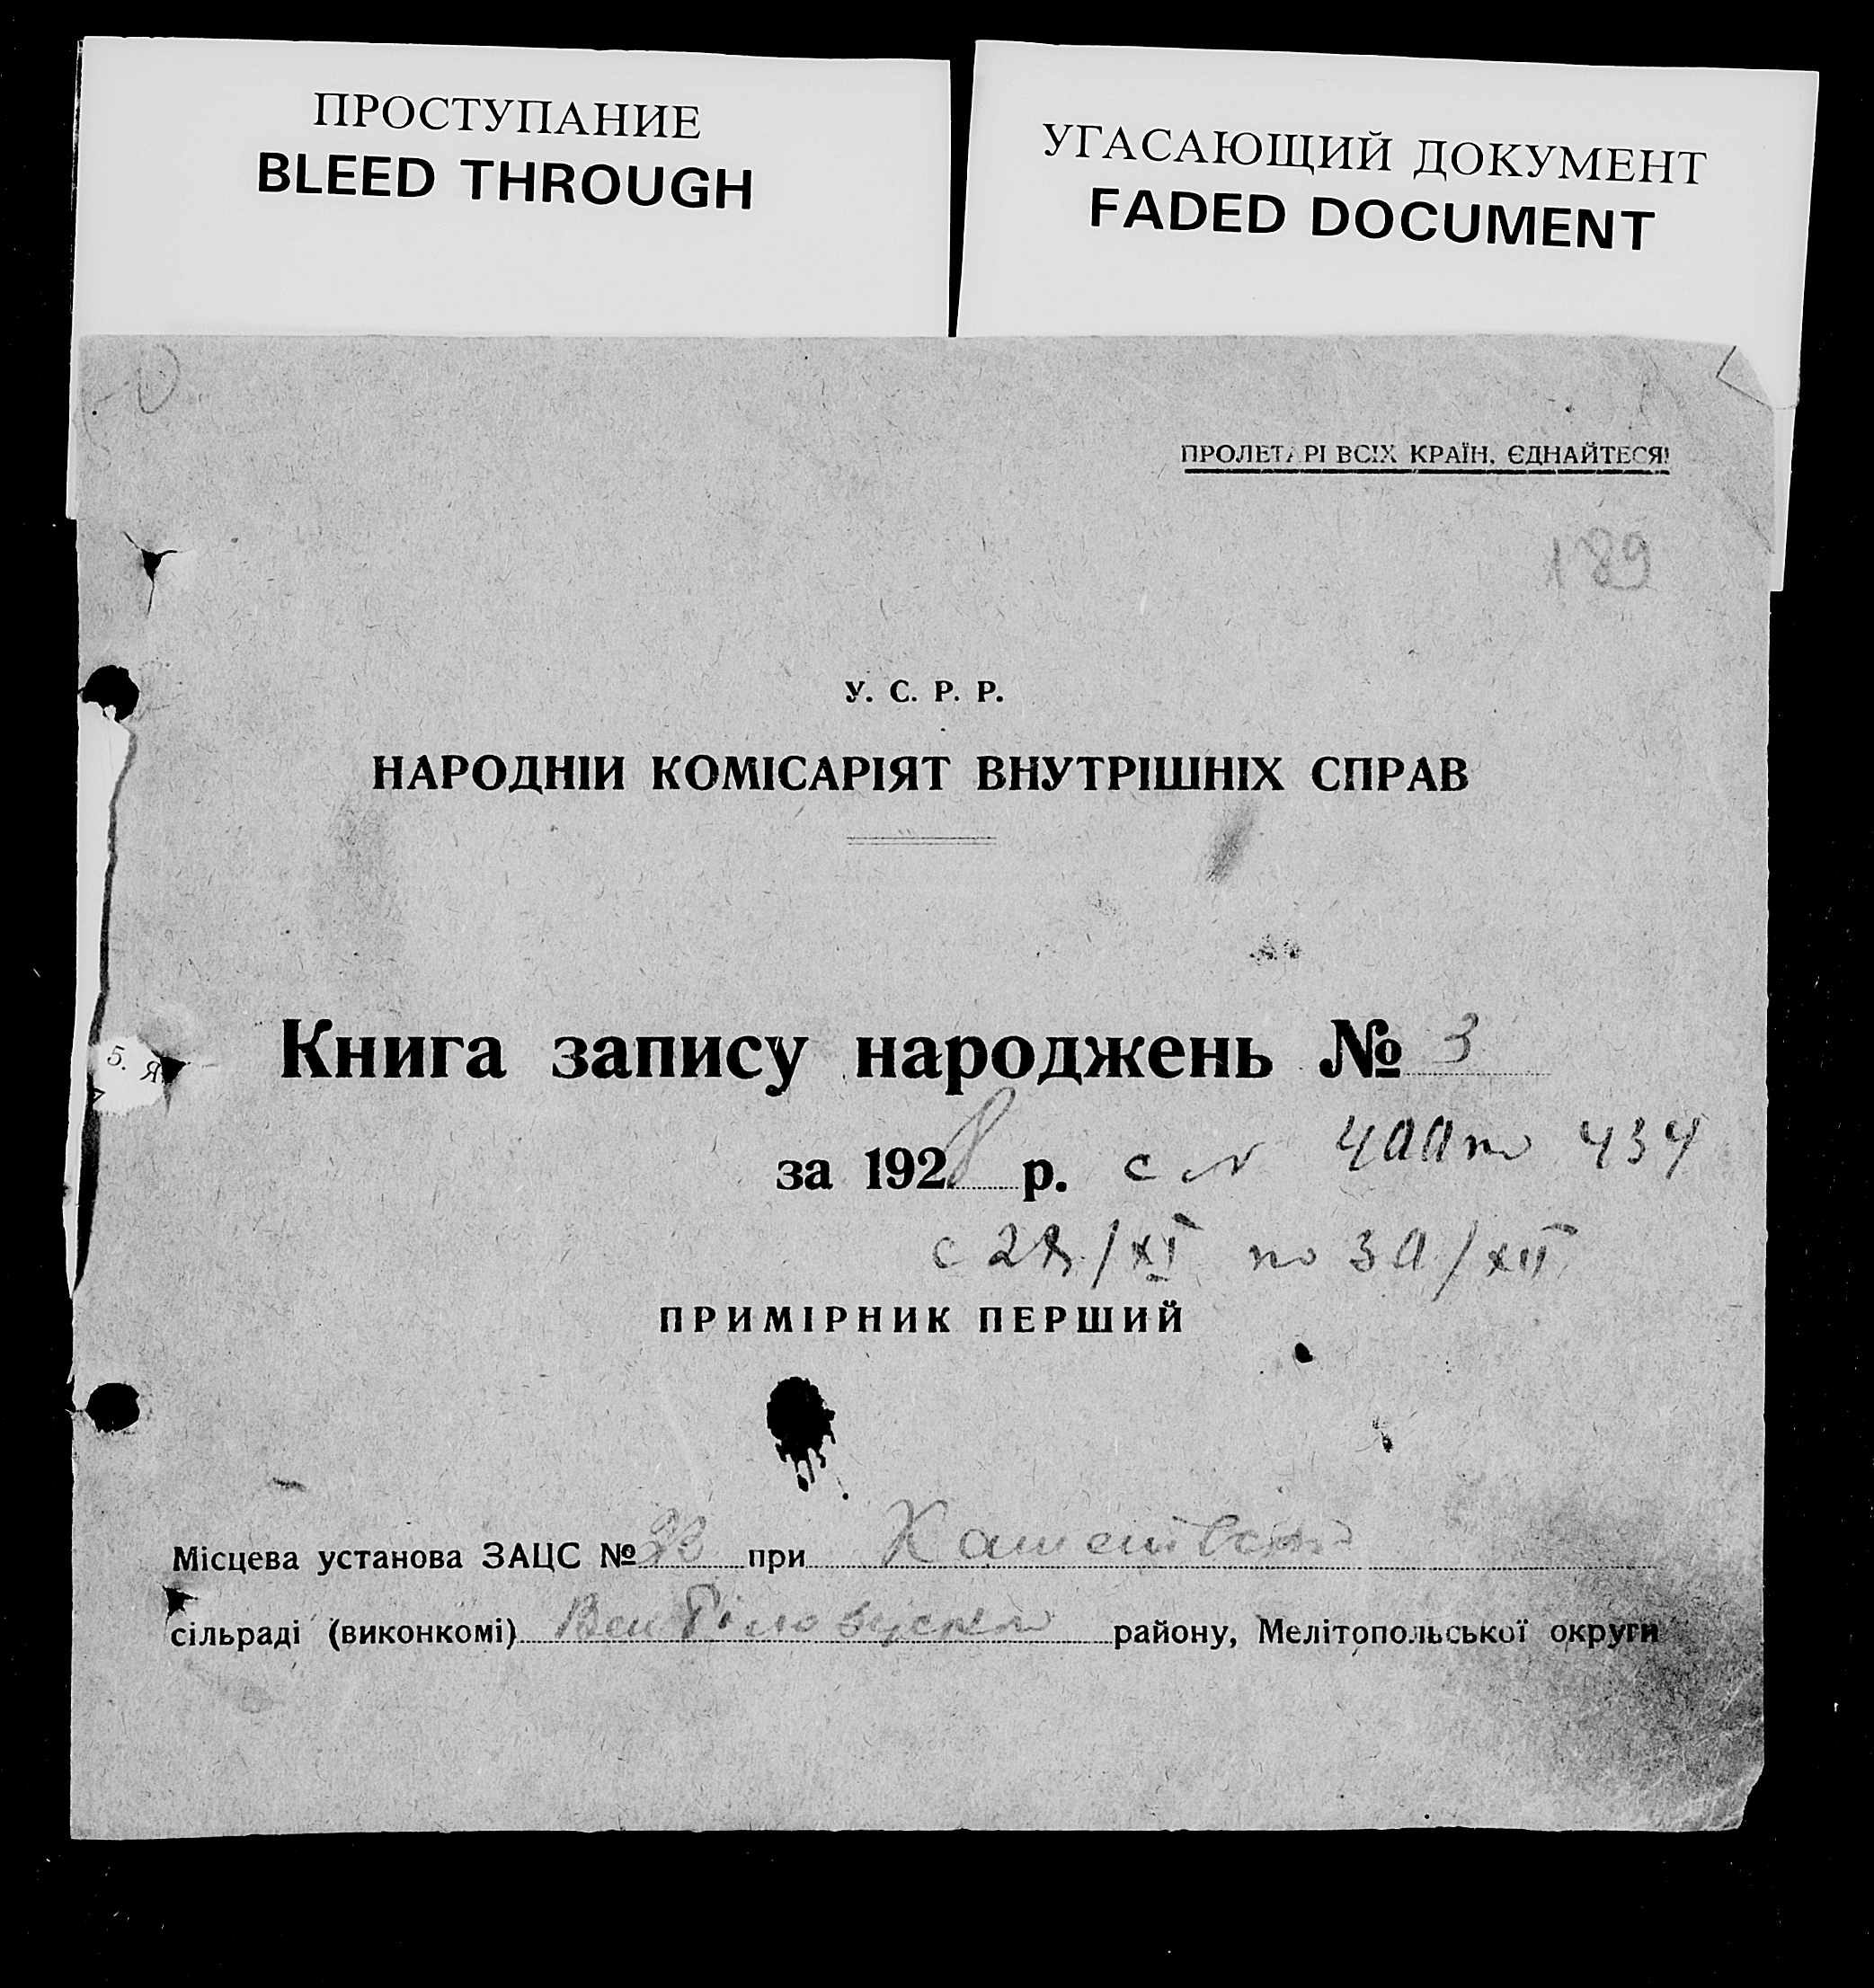 ПРОСТУПАНИЕ
BLEED THROUGH
УГАСАЮЩИЙ ДОКУМЕНТ
FADED DOCUMENT
ПРОЛЕТАРІ ВСІХ КРАЇН, ЄДНАЙТЕСЯ!
189
У. С. Р. Р.
НАРОДНІИ КОМІСАРІЯТ ВНУТРІШНІХ СПРАВ
5. Я
Книга запису народжень № 3
за 1928 р. с № 400 по 434
с 28/XI по 30/XII
ПРИМІРНИК ПЕРШИЙ
Місцева установа ЗАЦС № при
сільраді (виконкомі) району, Мелітопольської округи